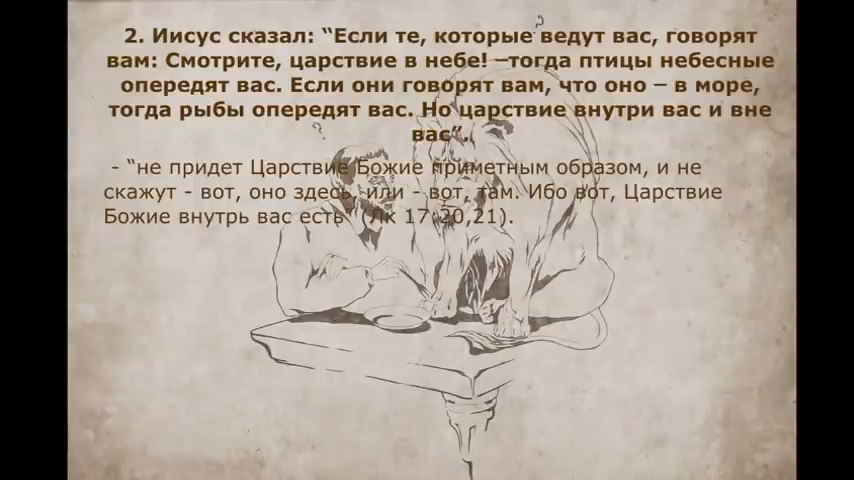 2. Иисус сказал: “Если те, которые ведут вас, говорят
вам: Смотрите, царствие в небе! –тогда птицы небесные
опередят вас. Если они говорят вам, что оно – в море,
тогда рыбы опередят вас. Но царствие внутри вас и вне
вас”.
- “не придет Царствие Божие приметным образом, и не
скажут - вот, оно здесь, или - вот, там. Ибо вот, Царствие
Божие внутрь вас есть” (Лк 17:20,21).